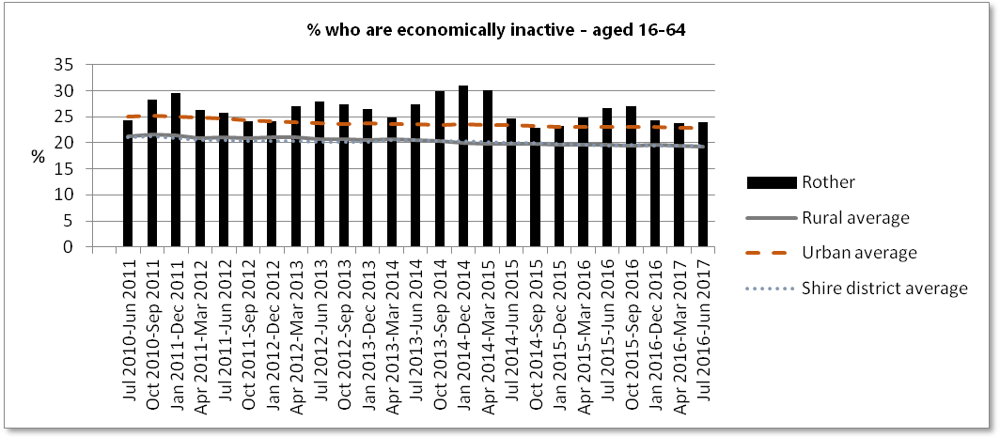 % who are economically inactive - aged 16-64
35
30
25
20
15
10
5
0
%
Jul 2010-Jun 2011
Oct 2010-Sep 2011
Jan 2011-Dec 2011
Apr 2011-Mar 2012
Jul 2011-Jun 2012
Oct 2011-Sep 2012
Jan 2012-Dec 2012
Apr 2012-Mar 2013
Jul 2012-Jun 2013
Oct 2012-Sep 2013
Jan 2013-Dec 2013
Apr 2013-Mar 2014
Jul 2013-Jun 2014
Oct 2013-Sep 2014
Jan 2014-Dec 2014
Apr 2014-Mar 2015
Jul 2014-Jun 2015
Oct 2014-Sep 2015
Jan 2015-Dec 2015
Apr 2015-Mar 2016
Jul 2015-Jun 2016
Oct 2015-Sep 2016
Jan 2016-Dec 2016
Apr 2016-Mar 2017
Jul 2016-Jun 2017
Rother
Rural average
Urban average
Shire district average